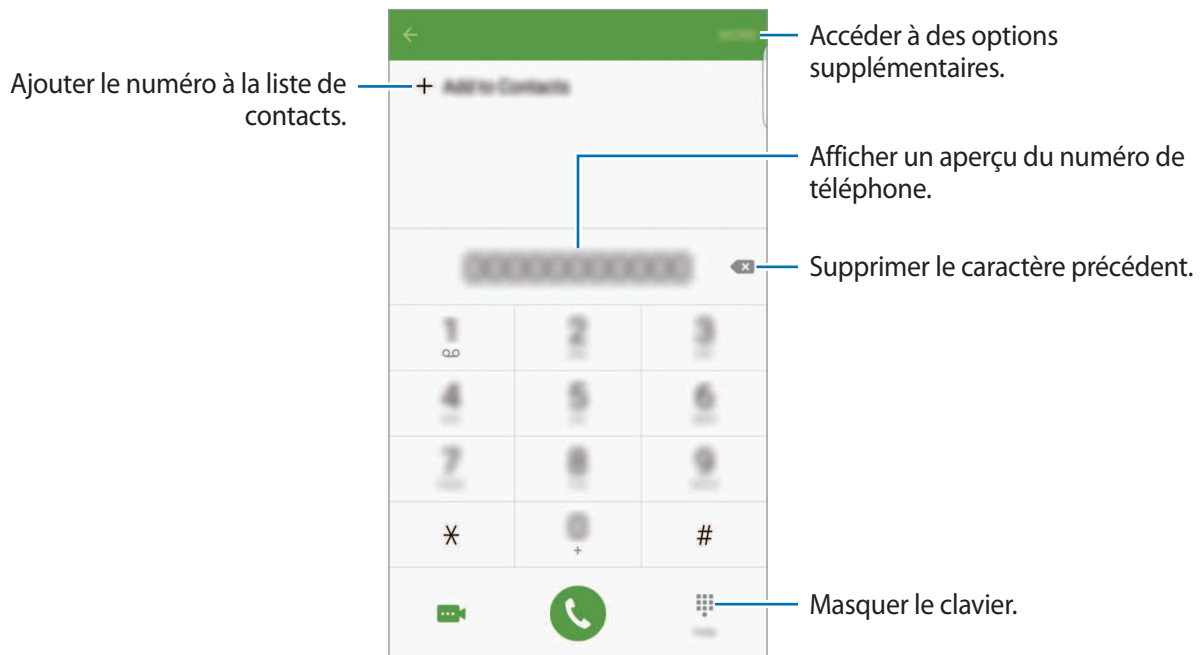 Accéder à des options
supplémentaires.
Ajouter le numéro à la liste de
contacts.
+ Add to Contacts
Afficher un aperçu du numéro de
téléphone.
Supprimer le caractère précédent.
1
2
3
4
5
6
7
8
9
*
0
+
#
Masquer le clavier.